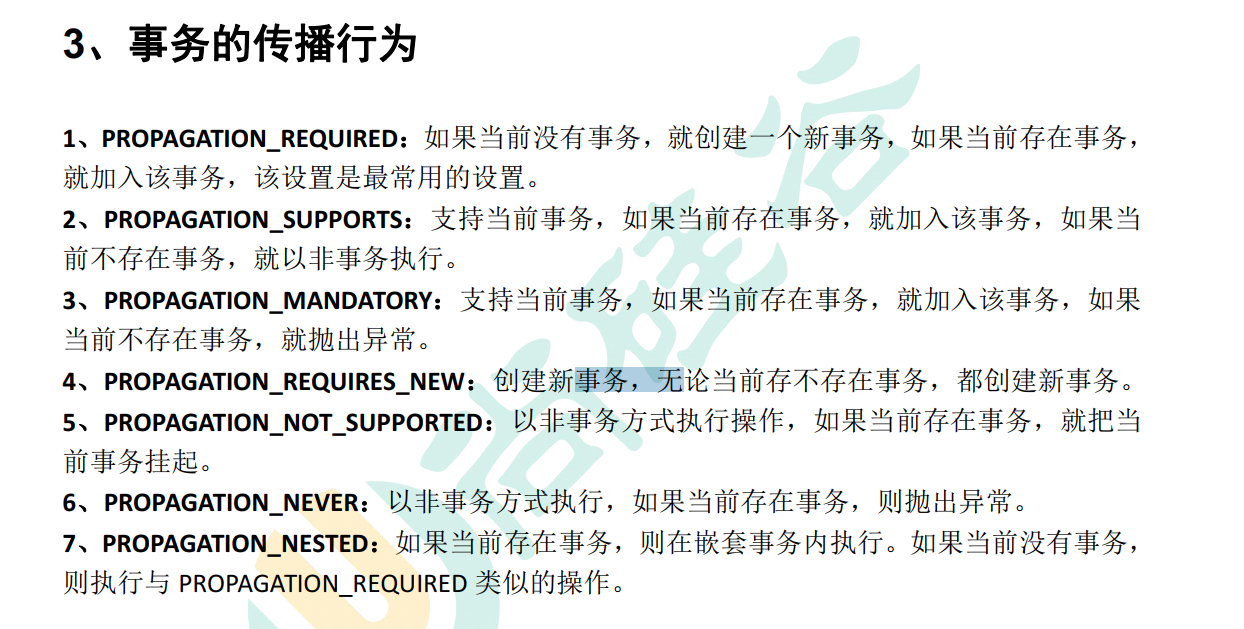 3、事务的传播行为
1、PROPAGATION_REQUIRED：如果当前没有事务，就创建一个新事务，如果当前存在事务，
就加入该事务，该设置是最常用的设置。
2、PROPAGATION_SUPPORTS：支持当前事务，如果当前存在事务，就加入该事务，如果当
前不存在事务，就以非事务执行。
3、PROPAGATION_MANDATORY：支持当前事务，如果当前存在事务，就加入该事务，如果
当前不存在事务，就抛出异常。
4、PROPAGATION_REQUIRES_NEW：创建新事务，无论当前存不存在事务，都创建新事务。
5、PROPAGATION_NOT_SUPPORTED：以非事务方式执行操作，如果当前存在事务，就把当
前事务挂起。
6、PROPAGATION_NEVER：以非事务方式执行，如果当前存在事务，则抛出异常。
7、PROPAGATION_NESTED：如果当前存在事务，则在嵌套事务内执行。如果当前没有事务，
则执行与 PROPAGATION_REQUIRED 类似的操作。
尚硅谷